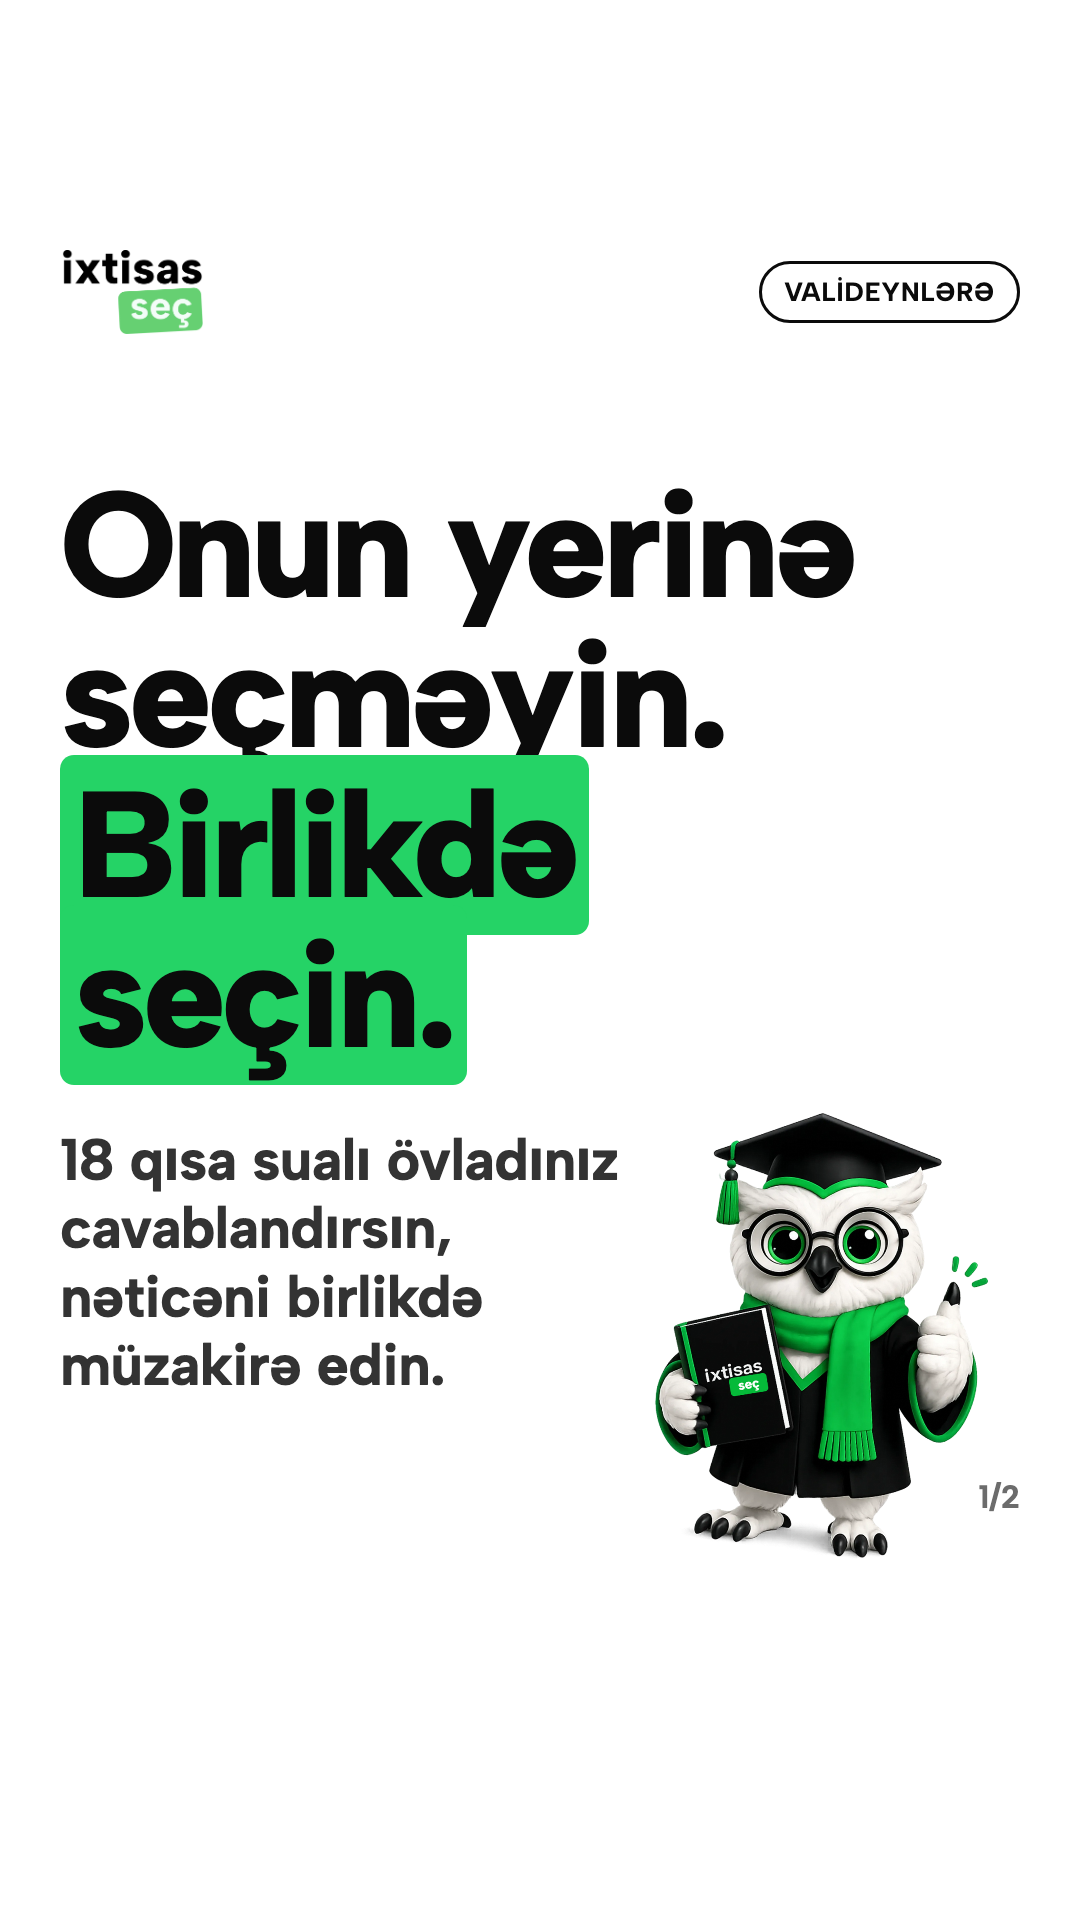 ixtisas
seç
VALİDEYNLƏRƏ
Onun yerinə
seçməyin.
Birlikdə
seçin.
18 qısa sualı övladınız
cavablandırsın,
nəticəni birlikdə
müzakirə edin.
ixtisas
seç
1/2